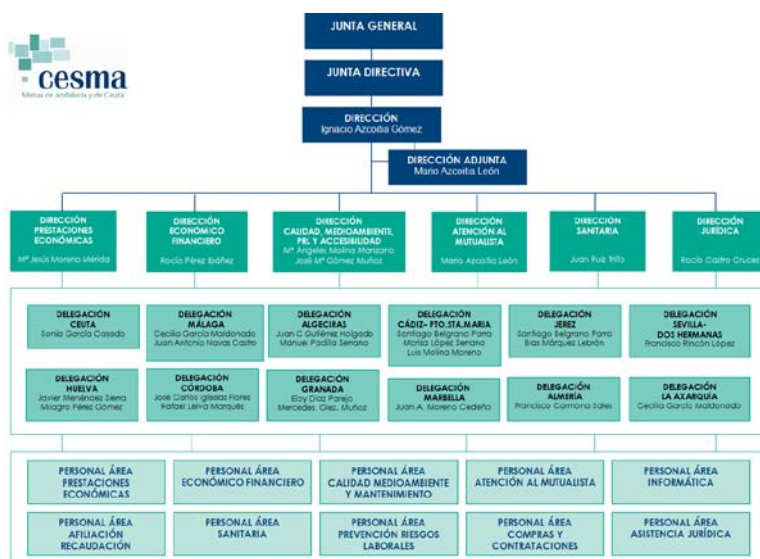 JUNTA GENERAL
cesma
Mutua de Andalucía y de Ceuta
JUNTA DIRECTIVA
DIRECCIÓN
Ignacio Azcoitia Gómez
DIRECCIÓN ADJUNTA
Mario Azcoitia León
DIRECCIÓN
PRESTACIONES
ECONÓMICAS
Mª Jesús Moreno Mérida
DIRECCIÓN
ECONÓMICO
FINANCIERO
Rocío Pérez Ibáñez
DIRECCIÓN
CALIDAD, MEDIOAMBIENTE,
PRL Y ACCESIBILIDAD
Mª Angeles Molina Manzano
José Mª Gómez Muñoz
DIRECCIÓN
ATENCIÓN AL
MUTUALISTA
Mario Azcoitia León
DIRECCIÓN
SANITARIA
Juan Ruiz Trillo
DIRECCIÓN
JURÍDICA
Rocío Castro Cruces
DELEGACIÓN
CEUTA
Sonia García Casado
DELEGACIÓN
MÁLAGA
Cecilia García Maldonado
Juan Antonio Navas Castro
DELEGACIÓN
ALGECIRAS
Juan C Gutiérrez Holgado
Manuel Padilla Serrano
DELEGACIÓN
CÁDIZ- PTO.STA.MARIA
Santiago Belgrano Parra
Marisa López Serrano
Luis Molina Moreno
DELEGACIÓN
JEREZ
Santiago Belgrano Parra
Blas Márquez Lebrón
DELEGACIÓN
SEVILLA-
DOS HERMANAS
Francisco Rincón López
DELEGACIÓN
HUELVA
Javier Menéndez Sierra
Milagro Pérez Gómez
DELEGACIÓN
CÓRDOBA
José Carlos Iglesias Flores
Rafael Leiva Marqués
DELEGACIÓN
GRANADA
Eloy Díaz Parejo
Mercedes Glez. Muñoz
DELEGACIÓN
MARBELLA
Juan A. Moreno Cedeño
DELEGACIÓN
ALMERÍA
Francisco Carmona Sales
DELEGACIÓN
LA AXARQUÍA
Cecilia García Maldonado
PERSONAL ÁREA
PRESTACIONES
ECONÓMICAS
PERSONAL ÁREA
ECONÓMICO FINANCIERO
PERSONAL ÁREA
CALIDAD MEDIOAMBIENTE
Y MANTENIMIENTO
PERSONAL ÁREA
ATENCIÓN AL MUTUALISTA
PERSONAL ÁREA
INFORMÁTICA
PERSONAL ÁREA
AFILIACIÓN
RECAUDACIÓN
PERSONAL ÁREA
SANITARIA
PERSONAL ÁREA
PREVENCIÓN RIESGOS
LABORALES
PERSONAL ÁREA
COMPRAS Y
CONTRATACIONES
PERSONAL ÁREA
ASISTENCIA JURÍDICA